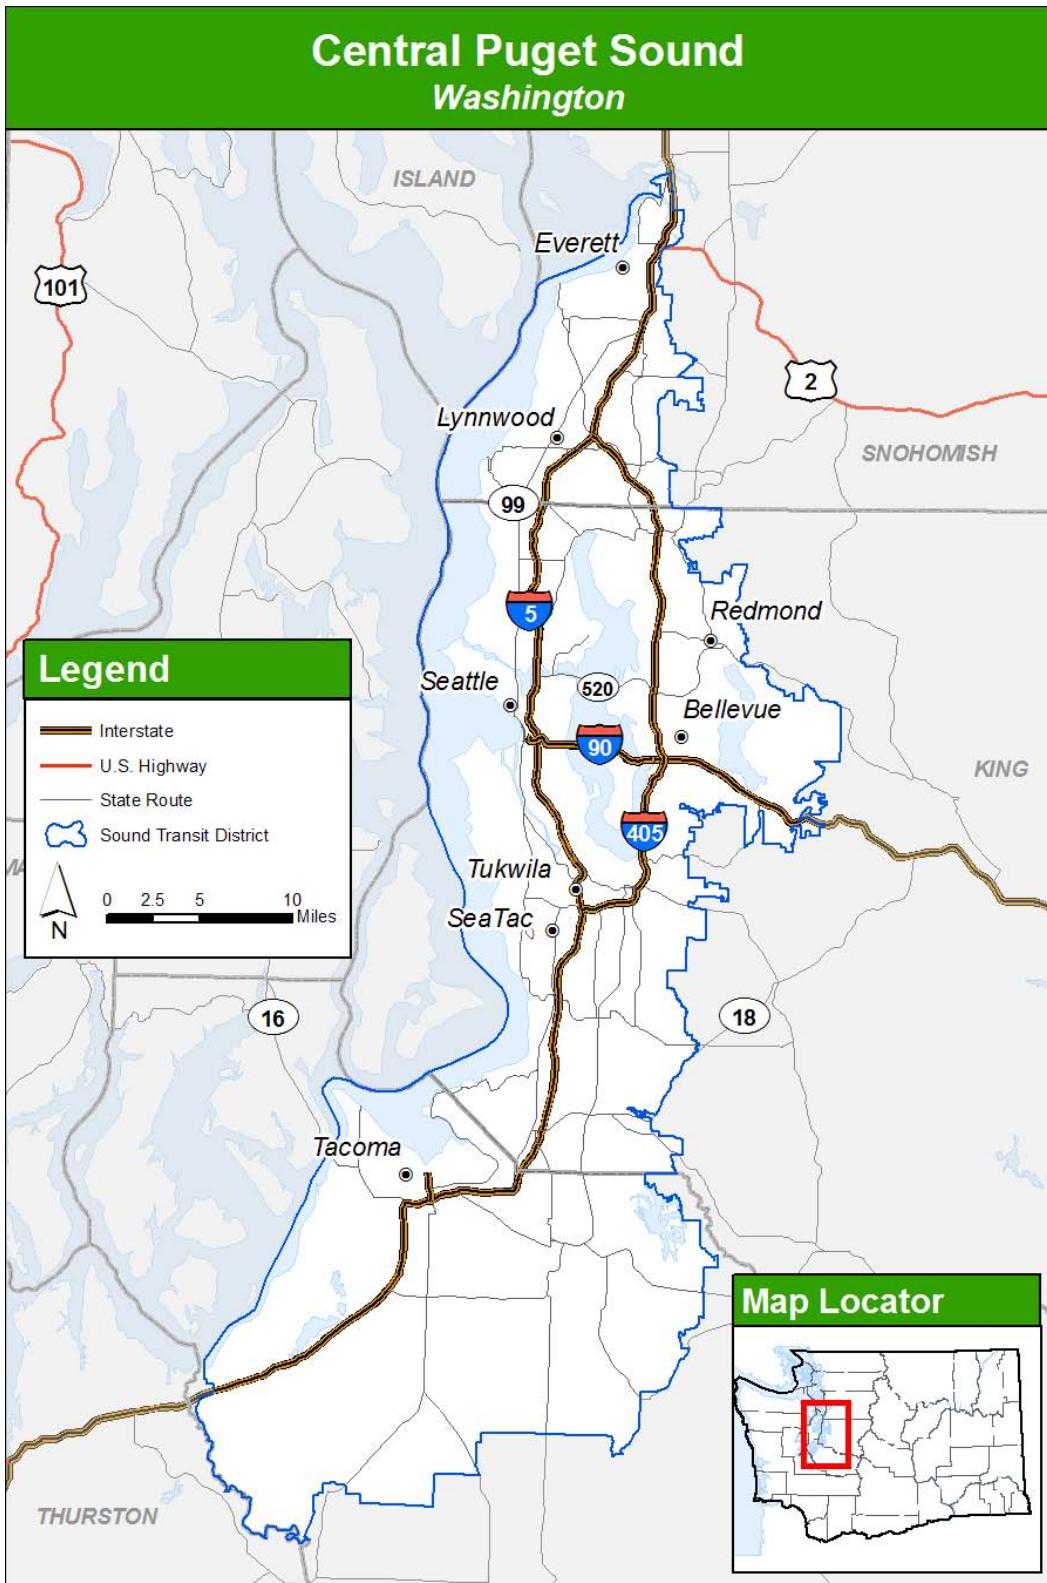 Central Puget Sound
Washington
ISLAND
Everett
101
2
Lynnwood
SNOHOMISH
99
5
Redmond
Legend
Interstate
U.S. Highway
State Route
Sound Transit District
N
0 2.5 5 10
Miles
Seattle
520
Bellevue
90
KING
405
Tukwila
SeaTac
16
18
Tacoma
Map Locator
THURSTON